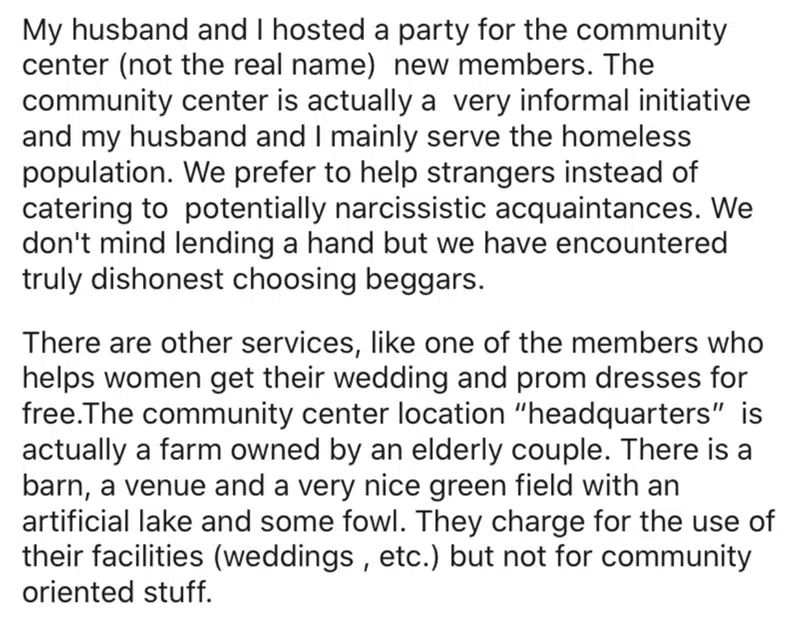 My husband and I hosted a party for the community
center (not the real name)  new members. The
community center is actually a  very informal initiative
and my husband and I mainly serve the homeless
population. We prefer to help strangers instead of
catering to  potentially narcissistic acquaintances. We
don't mind lending a hand but we have encountered
truly dishonest choosing beggars.
There are other services, like one of the members who
helps women get their wedding and prom dresses for
free.The community center location “headquarters”  is
actually a farm owned by an elderly couple. There is a
barn, a venue and a very nice green field with an
artificial lake and some fowl. They charge for the use of
their facilities (weddings , etc.) but not for community
oriented stuff.